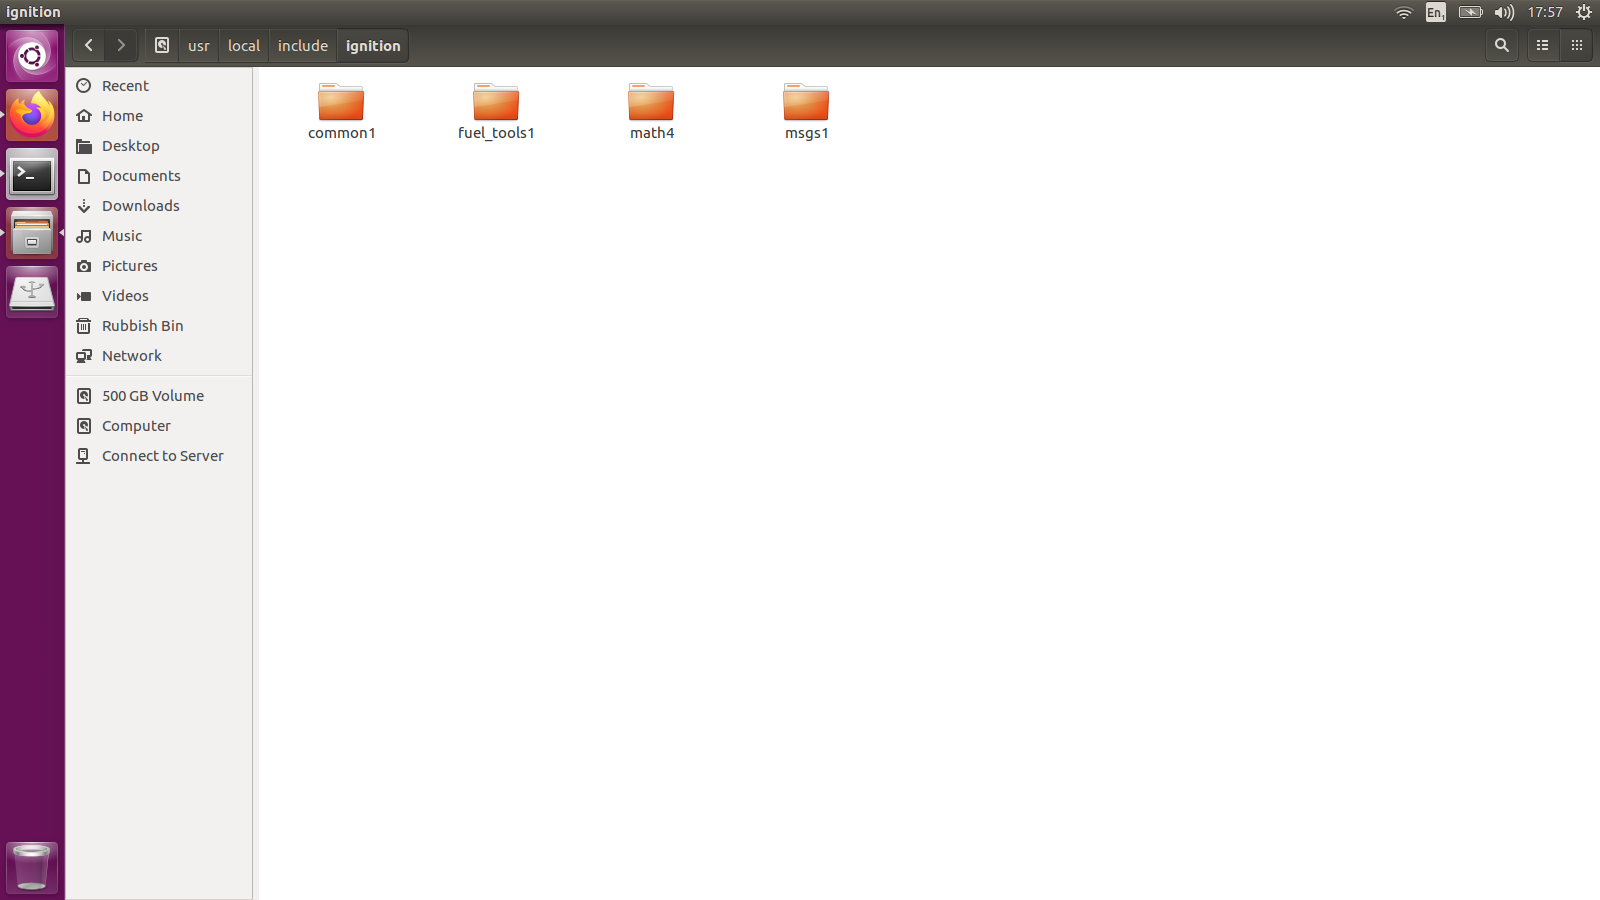 ignition
En1
17:57
usr local include ignition
Recent
Home
Desktop
Documents
Downloads
Music
Pictures
Videos
Rubbish Bin
Network
500 GB Volume
Computer
Connect to Server
common1 fuel_tools1 math4 msgs1